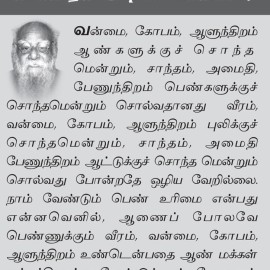 வன்மை, கோபம், ஆளுந்திறம்
ஆண்களுக்குச் சொந்த
மென்றும், சாந்தம், அமைதி,
பேணுந்திறம் பெண்களுக்குச்
சொந்தமென்றும் சொல்வதானது வீரம்,
வன்மை, கோபம், ஆளுந்திறம் புலிக்குச்
சொந்தமென்றும், சாந்தம், அமைதி
பேணுந்திறம் ஆட்டுக்குச் சொந்த மென்றும்
சொல்வது போன்றதே ஒழிய வேறில்லை.
நாம் வேண்டும் பெண் உரிமை என்பது
என்னவெனில், ஆணைப் போலவே
பெண்ணுக்கும் வீரம், வன்மை, கோபம்,
ஆளுந்திறம் உண்டென்பதை ஆண் மக்கள்